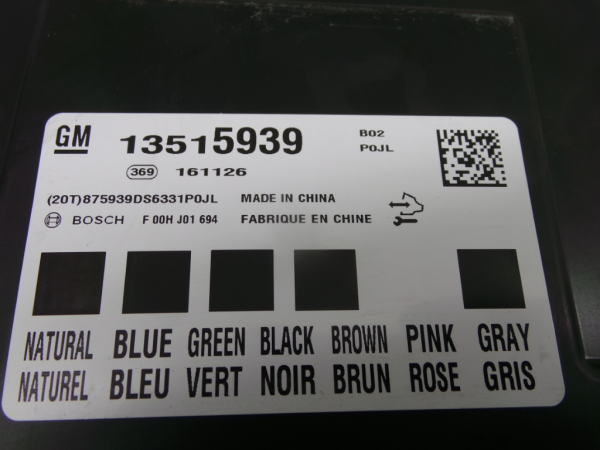 GM 13515939 B02
P0JL
369 161126
(20T)875939DS6331P0JL MADE IN CHINA
BOSCH F 00H J01 694 FABRIQUE EN CHINE
NATURAL BLUE GREEN BLACK BROWN PINK GRAY
NATUREL BLEU VERT NOIR BRUN ROSE GRIS